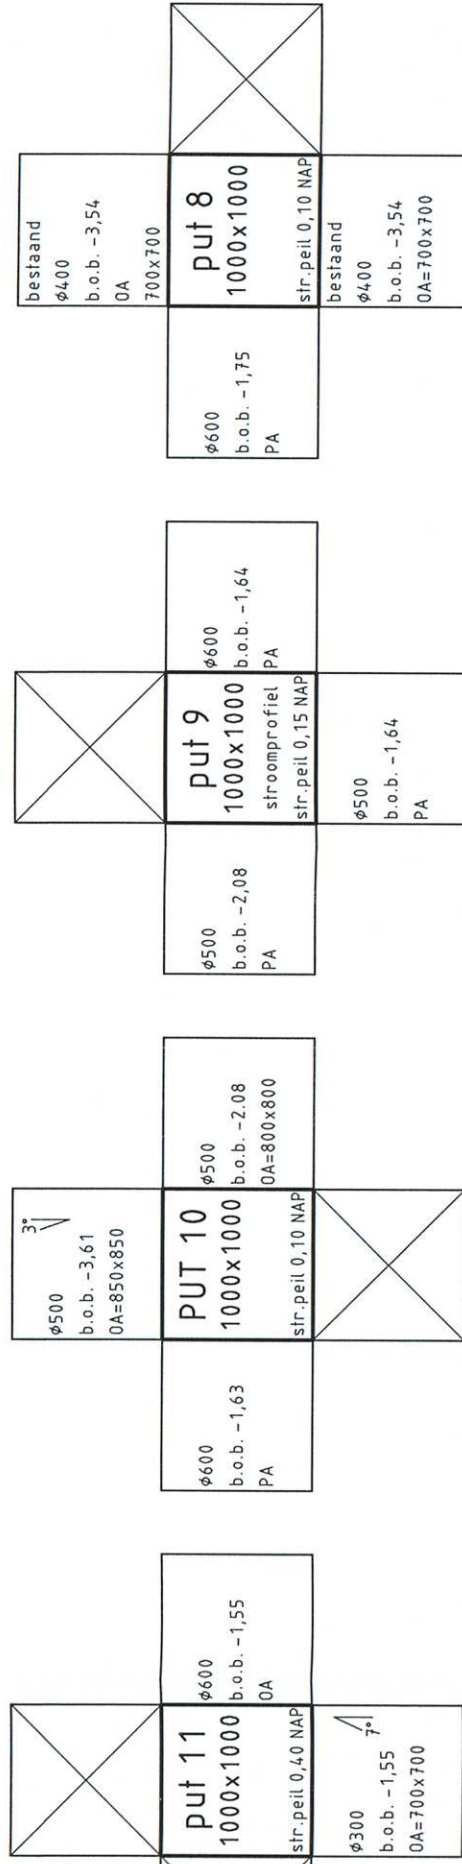 bestaand
φ400
b.o.b. -3,54
OA
700x700
put 8
1000x1000
str.peil 0,10 NAP
φ600
b.o.b. -1,75
PA
bestaand
φ400
b.o.b. -3,54
OA=700x700
put 9
1000x1000
stroomprofiel
str.peil 0,15 NAP
φ500
b.o.b. -2,08
PA
φ600
b.o.b. -1,64
PA
φ500
b.o.b. -1,64
PA
3°
φ500
b.o.b. -3,61
OA=850x850
PUT 10
1000x1000
str.peil 0,10 NAP
φ600
b.o.b. -1,63
PA
φ500
b.o.b. -2.08
OA=800x800
put 11
1000x1000
str.peil 0,40 NAP
φ600
b.o.b. -1,55
OA
7°
φ300
b.o.b. -1,55
OA=700x700